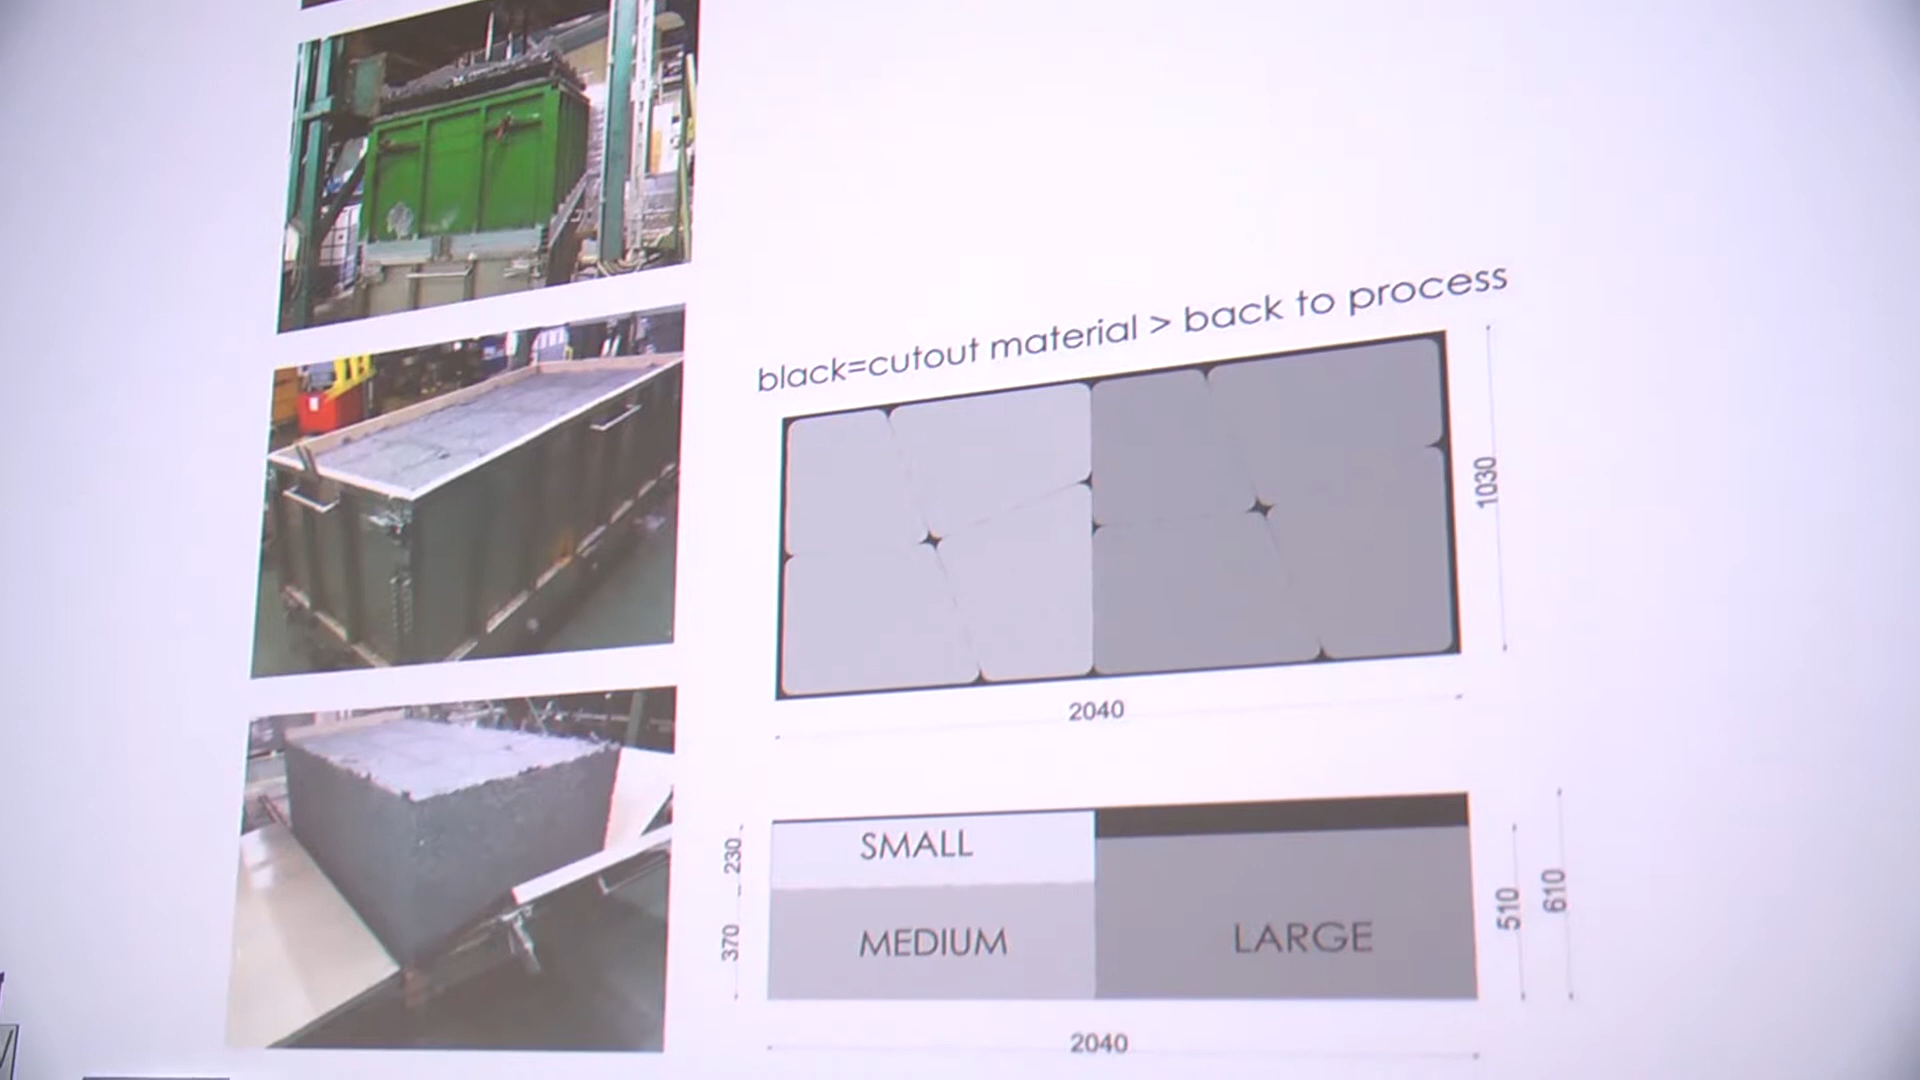 black=cutout material > back to process
1030
2040
230
SMALL
370
MEDIUM
LARGE
510
610
2040